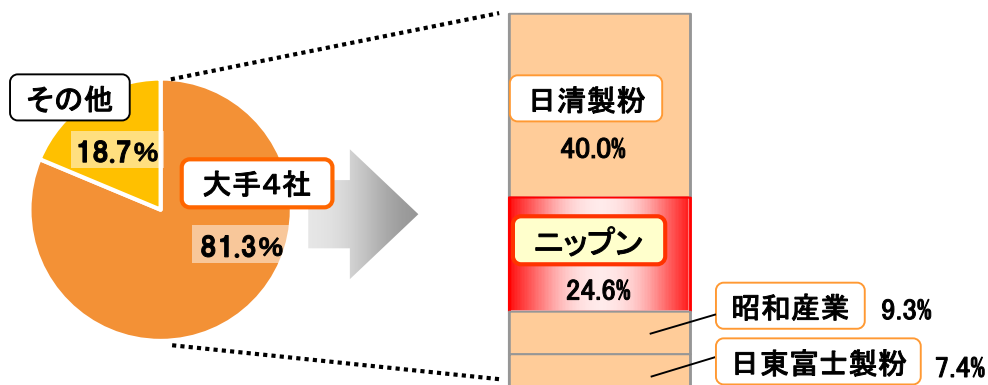 その他
18.7%
大手4社
81.3%
日清製粉
40.0%
ニップン
24.6%
昭和産業 9.3%
日東富士製粉 7.4%